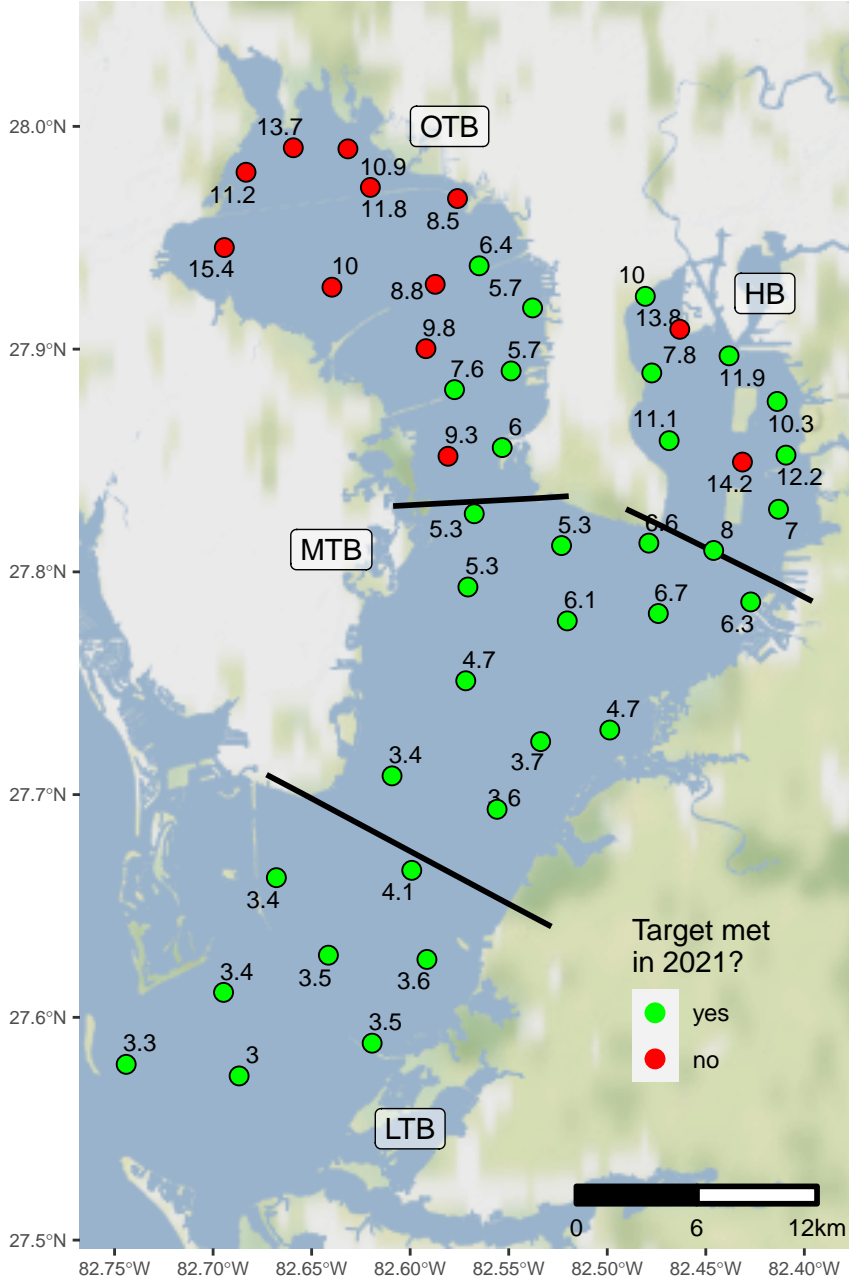 28.0°N
27.9°N
27.8°N
27.7°N
27.6°N
27.5°N
OTB
13.7
10.9
11.2
11.8
8.5
15.4
6.4
10
8.8
5.7
9.8
5.7
7.6
9.3
6
HB
10
13.8
7.8
11.9
10.3
11.1
14.2
12.2
7
8
MTB
5.3
5.3
6.6
5.3
6.1
6.7
6.3
4.7
4.7
3.7
3.4
3.6
4.1
3.4
3.5
3.6
3.4
3.5
3.3
3
LTB
Target met
in 2021?
yes
no
0 6 12km
82.75°W 82.70°W 82.65°W 82.60°W 82.55°W 82.50°W 82.45°W 82.40°W